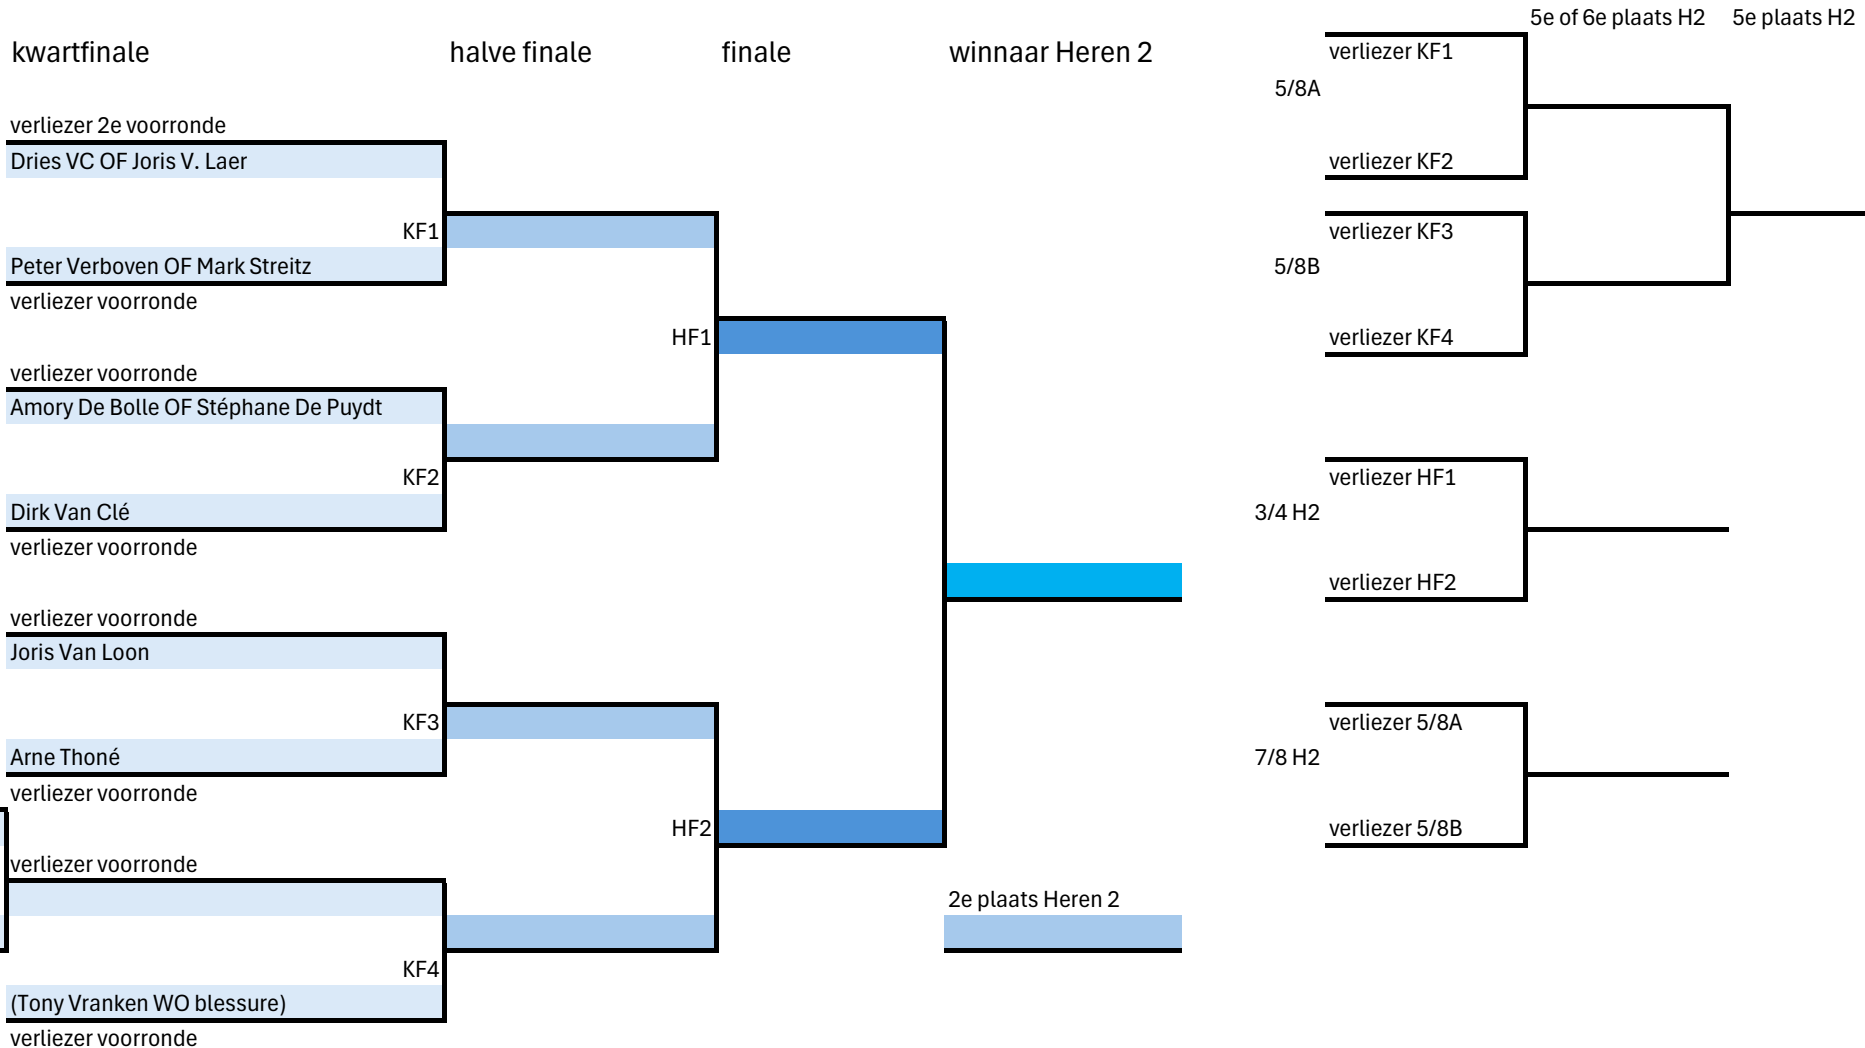 kwartfinale
halve finale
finale
winnaar Heren 2
verliezer 2e voorronde
Dries VC OF Joris V. Laer
KF1
Peter Verboven OF Mark Streitz
verliezer voorronde
HF1
verliezer voorronde
Amory De Bolle OF Stéphane De Puydt
KF2
Dirk Van Clé
verliezer voorronde
verliezer voorronde
Joris Van Loon
KF3
Arne Thoné
verliezer voorronde
HF2
verliezer voorronde
KF4
(Tony Vranken WO blessure)
verliezer voorronde
2e plaats Heren 2
5e of 6e plaats H2
5e plaats H2
verliezer KF1
5/8A
verliezer KF2
verliezer KF3
5/8B
verliezer KF4
verliezer HF1
3/4 H2
verliezer HF2
verliezer 5/8A
7/8 H2
verliezer 5/8B